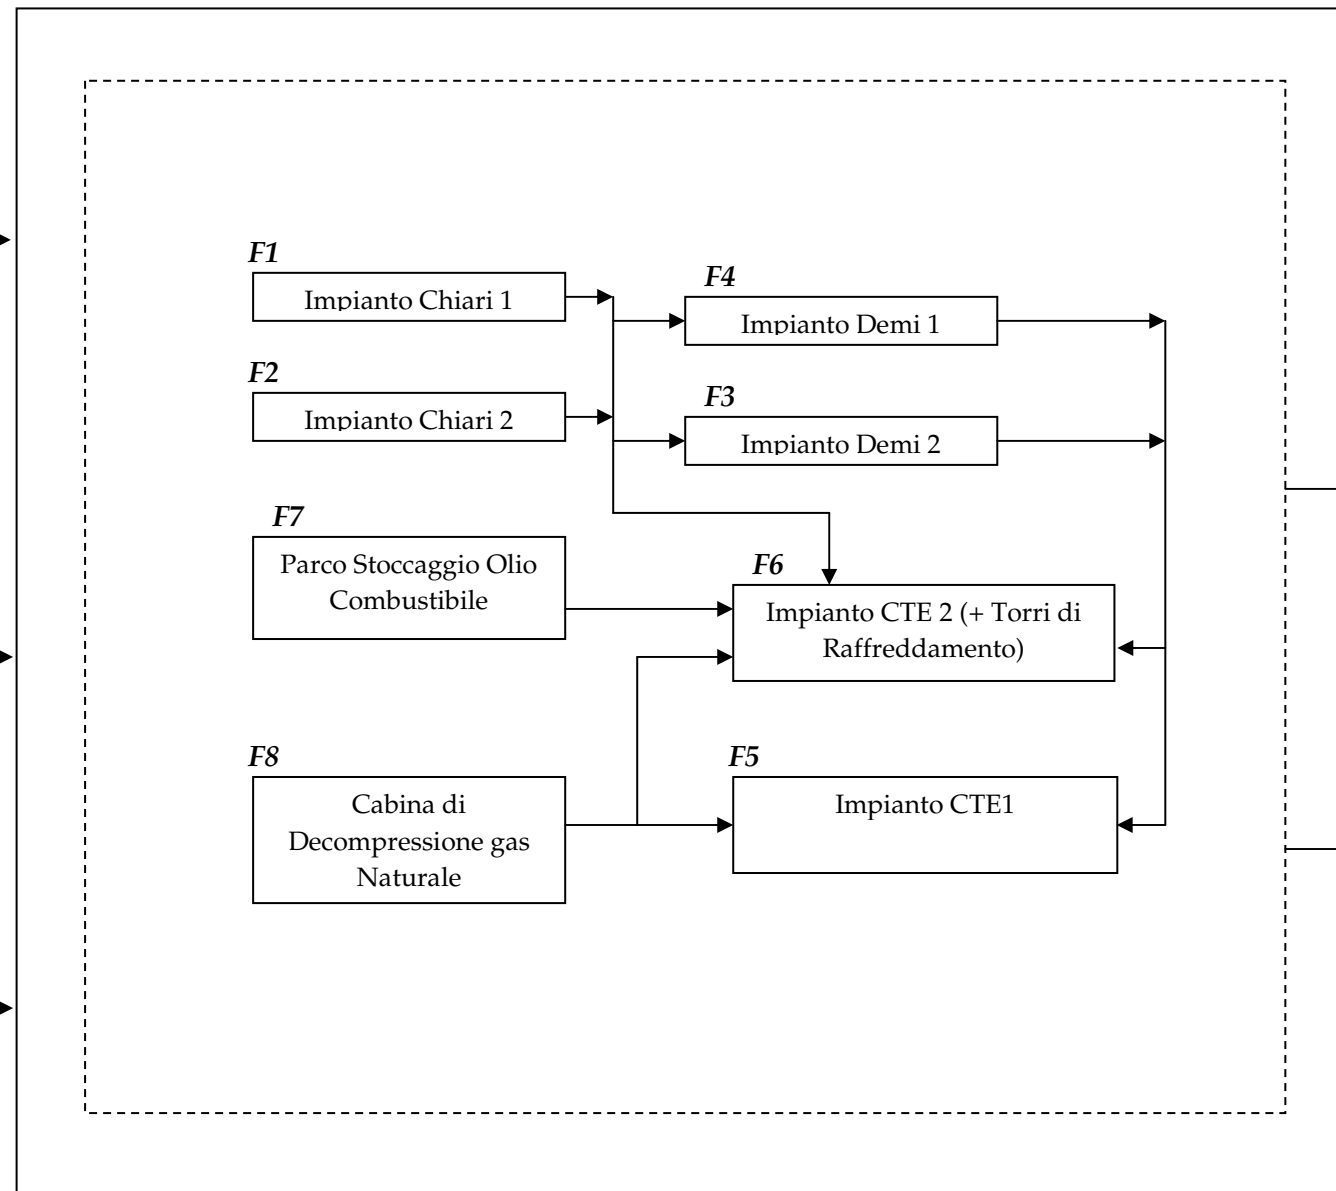 F1
Impianto Chiari 1
F4
Impianto Demi 1
F2
Impianto Chiari 2
F3
Impianto Demi 2
F7
Parco Stoccaggio Olio
Combustibile
F6
Impianto CTE 2 (+ Torri di
Raffreddamento)
F8
Cabina di
Decompressione gas
Naturale
F5
Impianto CTE1